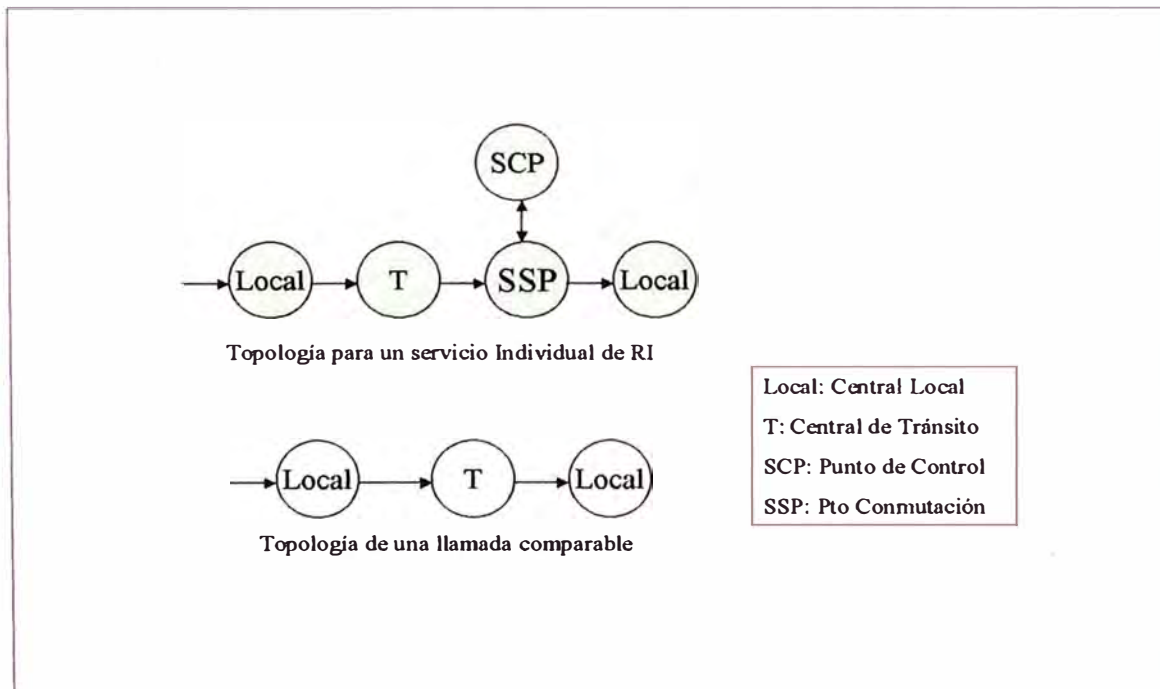 SCP
Local T SSP Local
Topología para un servicio Individual de RI
Local T Local
Topología de una llamada comparable
Local: Central Local
T: Central de Tránsito
SCP: Punto de Control
SSP: Pto Conmutación